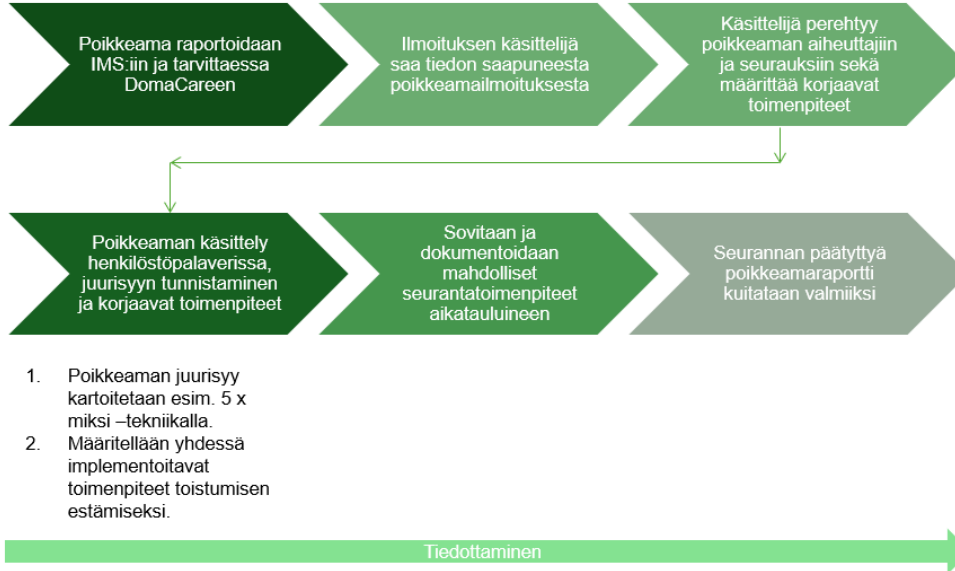 Poikkeama raportoidaan
IMS:iin ja tarvittaessa
DomaCareen
Ilmoituksen käsittelijä
saa tiedon saapuneesta
poikkeamailmoituksesta
Käsittelijä perehtyy
poikkeaman aiheuttajiin
ja seurauksiin sekä
määrittää korjaavat
toimenpiteet
Poikkeaman käsittely
henkilöstöpalaverissa,
juurisyyn tunnistaminen
ja korjaavat toimenpiteet
Sovitaan ja
dokumentoidaan
mahdolliset
seurantatoimenpiteet
aikatauluineen
Seurannan päätyttyä
poikkeamaraportti
kuitataan valmiiksi
1. Poikkeaman juurisyy
kartoitetaan esim. 5 x
miksi –tekniikalla.
2. Määritellään yhdessä
implementoitavat
toimenpiteet toistumisen
estämiseksi.
Tiedottaminen